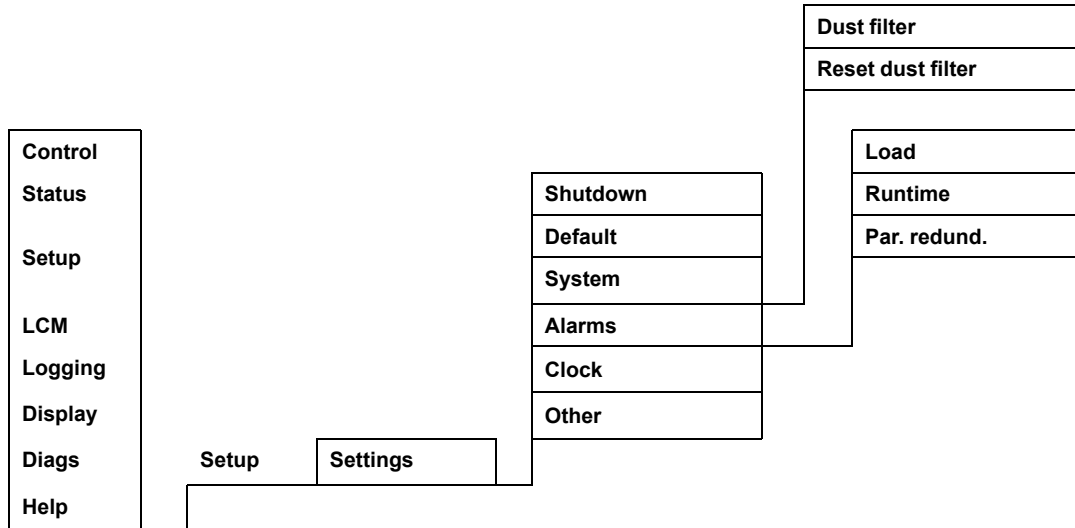 Dust filter
Reset dust filter
Control
Status
Setup
LCM
Logging
Display
Diags
Help
Setup
Settings
Shutdown
Default
System
Alarms
Clock
Other
Load
Runtime
Par. redund.